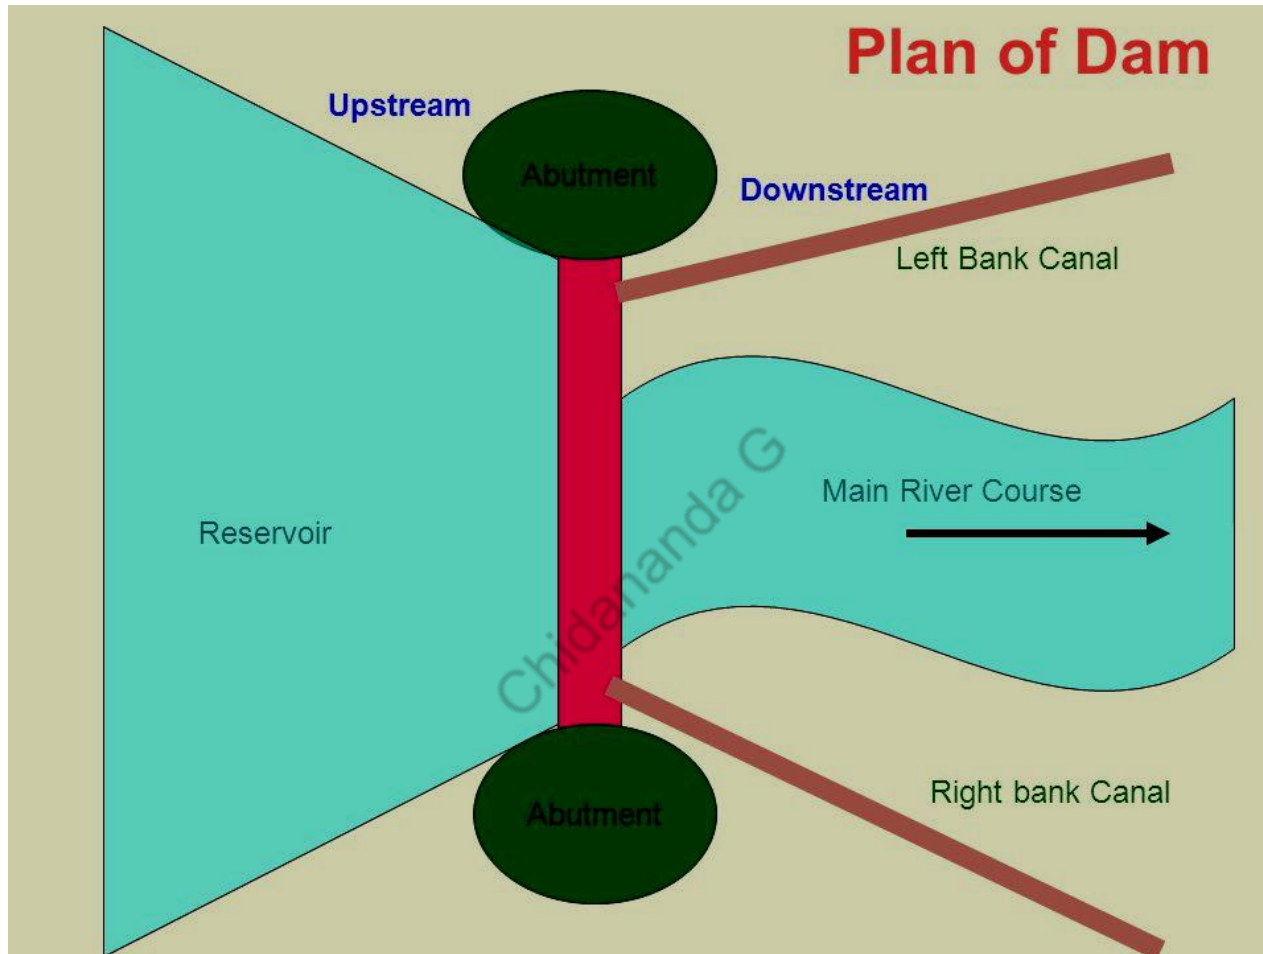 Plan of Dam
Upstream
Abutment
Downstream
Left Bank Canal
Main River Course
Reservoir
Chidananda G
Right bank Canal
Abutment